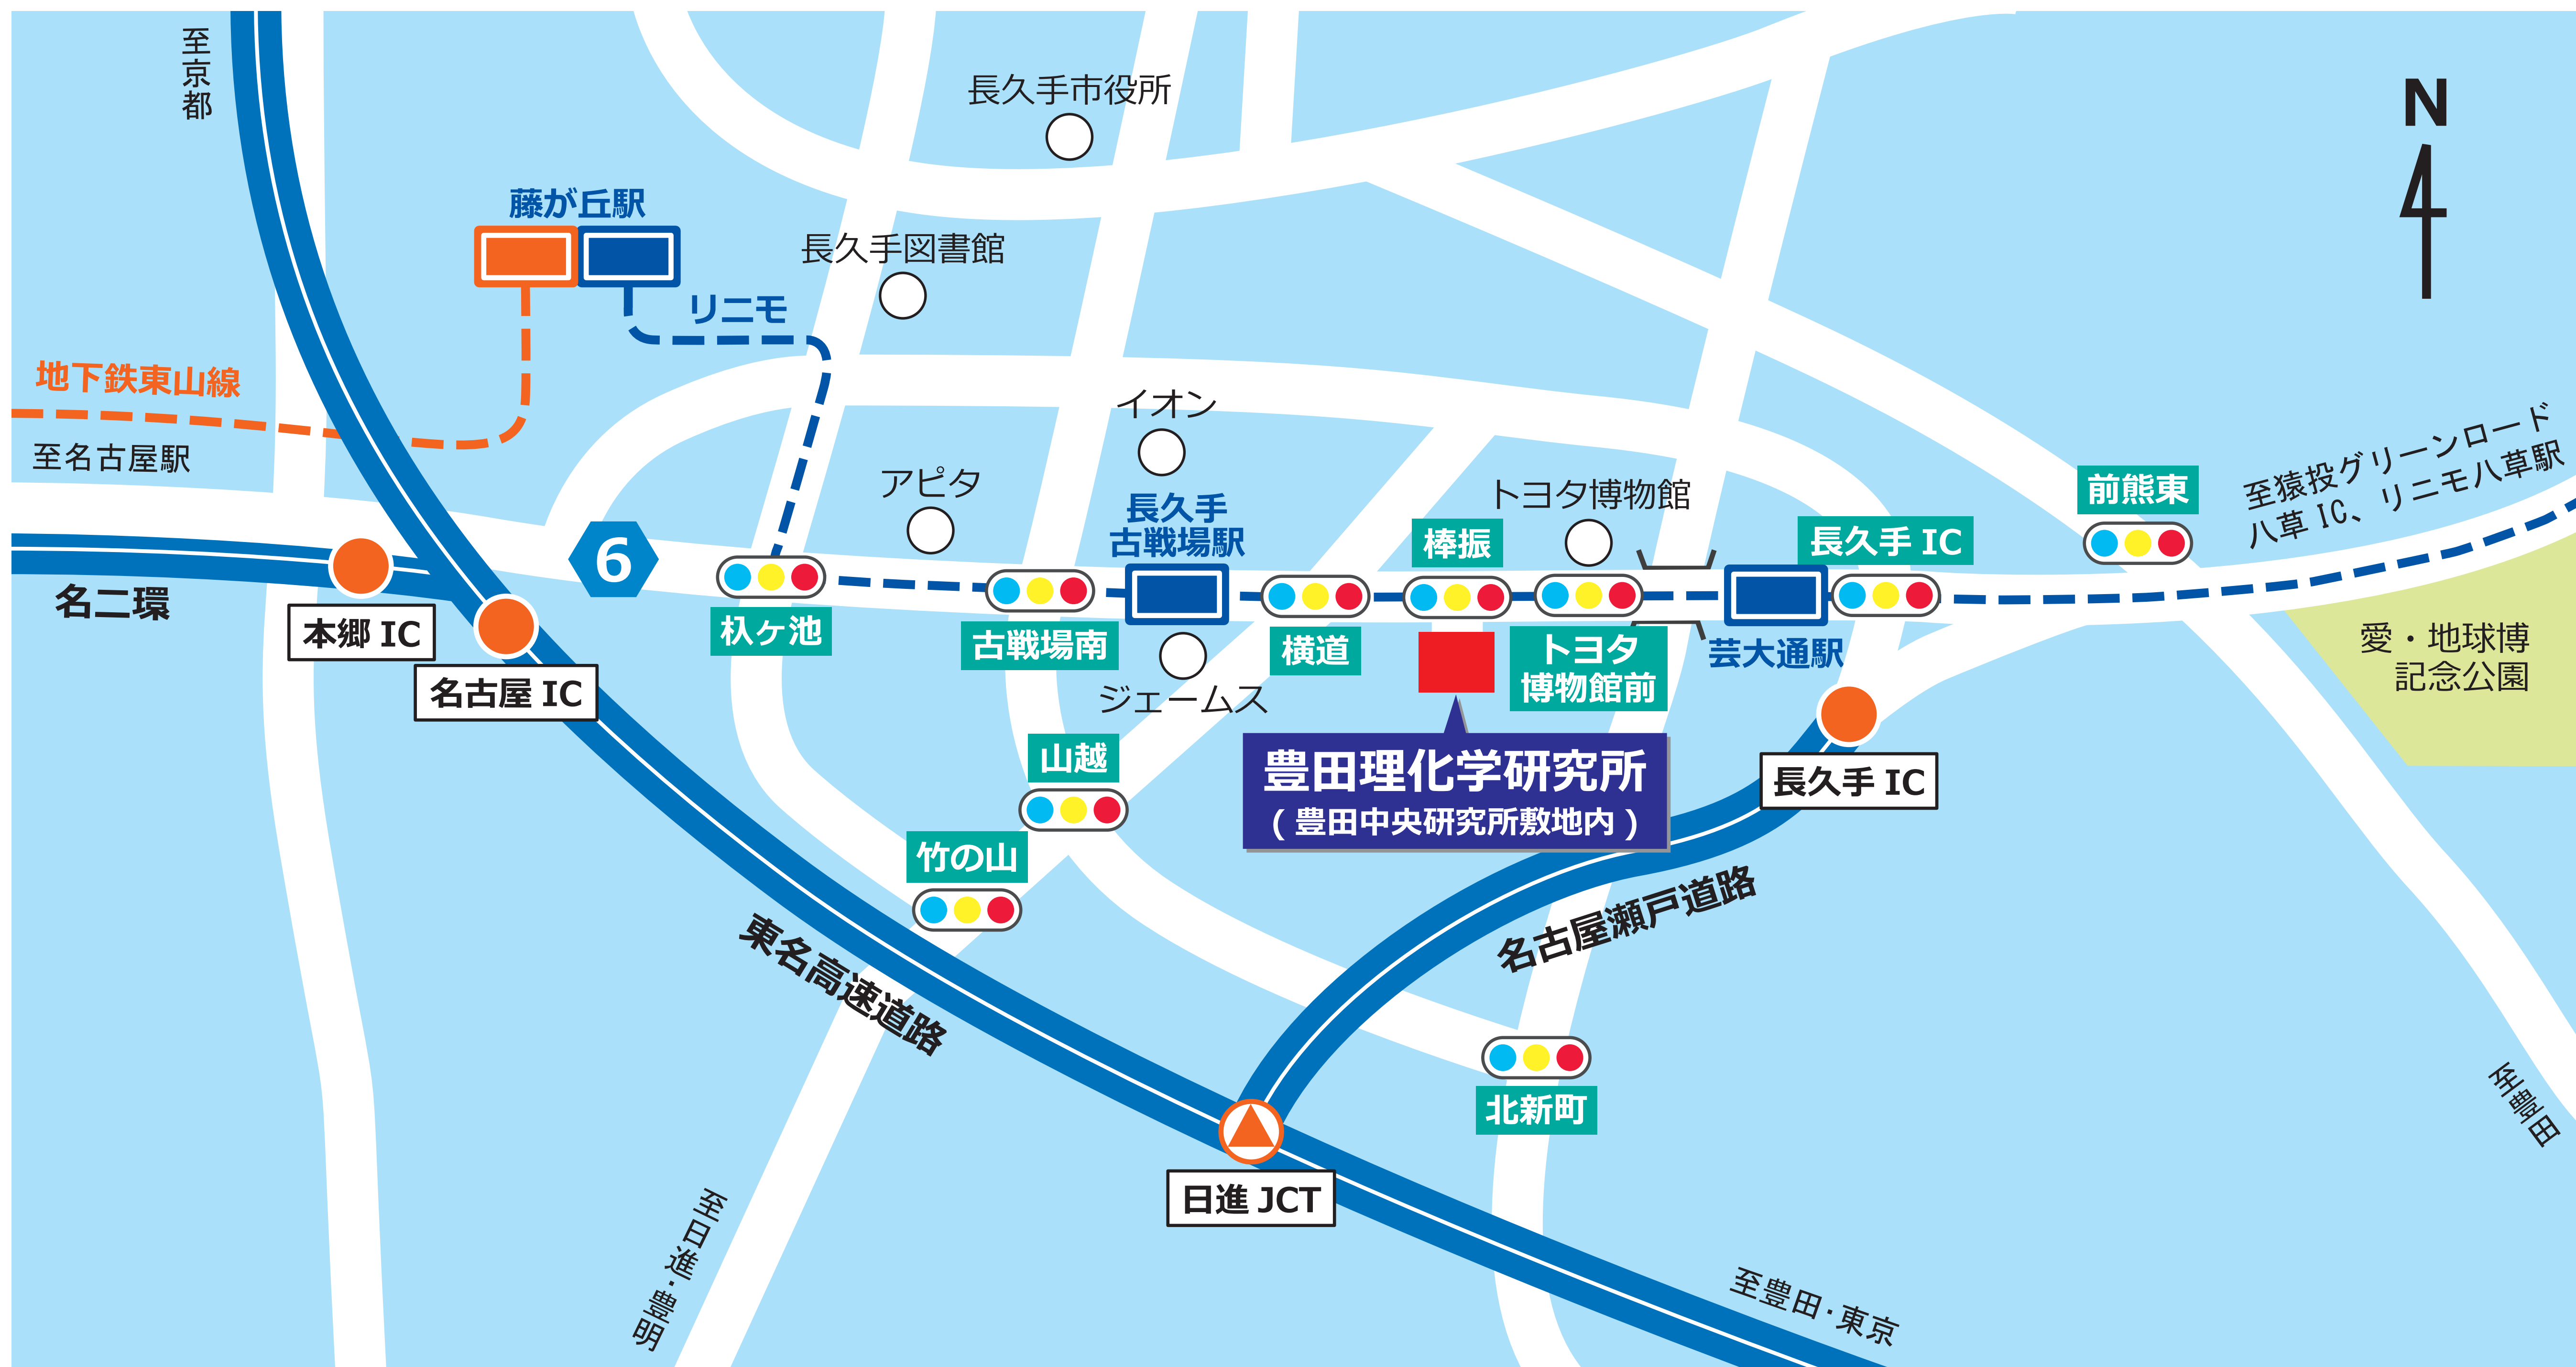 至京都
長久手市役所
N
藤が丘駅
長久手図書館
リニモ
地下鉄東山線
至名古屋駅
イオン
アピタ
長久手
古戦場駅
トヨタ博物館
棒振
長久手 IC
前熊東
至猿投グリーンロード
八草 IC、リニモ八草駅
6
名二環
本郷 IC
名古屋 IC
杁ヶ池
古戦場南
ジェームス
横道
トヨタ
博物館前
芸大通駅
愛・地球博
記念公園
山越
豊田理化学研究所
(豊田中央研究所敷地内)
長久手 IC
竹の山
東名高速道路
名古屋瀬戸道路
北新町
至豊田
日進 JCT
至日進・豊明
至豊田・東京